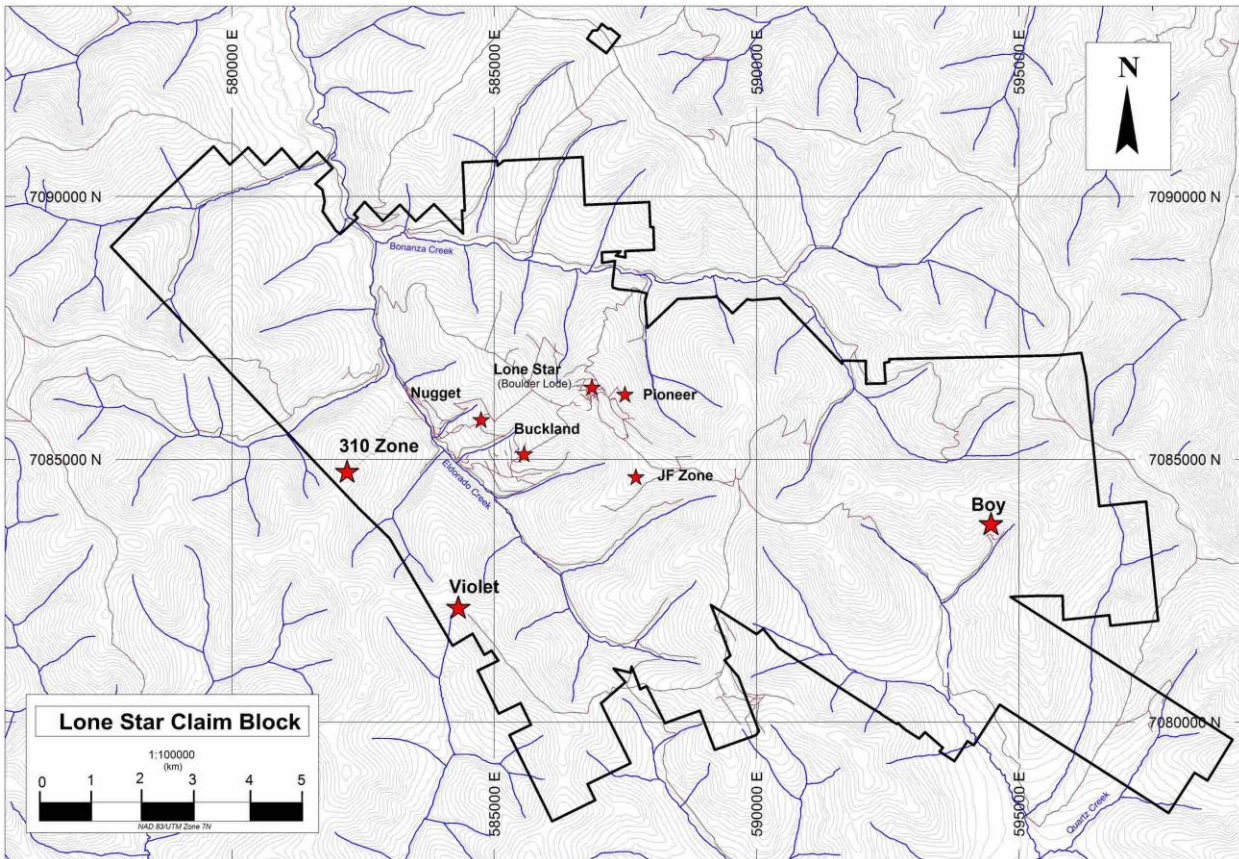 580000 E
585000 E
590000 E
595000 E
N
7090000 N
7090000 N
Bonanza Creek
Lone Star
(Boulder Lode)
Nugget
Pioneer
Buckland
310 Zone
7085000 N
7085000 N
Eldorado Creek
JF Zone
Boy
Violet
Lone Star Claim Block
1:100000
(km)
0 1 2 3 4 5
NAD 83/UTM Zone 7N
7080000 N
585000 E
590000 E
595000 E
Quartz Creek